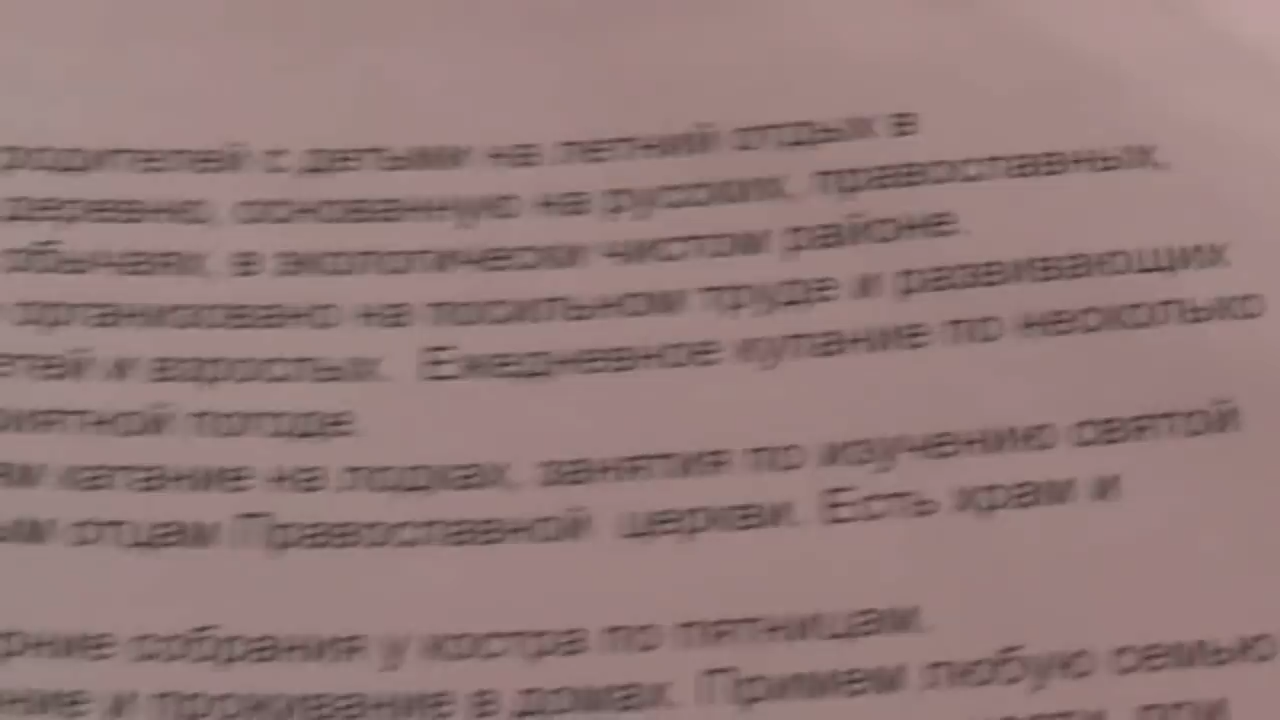 родителей с детьми на летний отдых в
деревню, основанную на русских, православных,
обычаях, в экологически чистом районе.
организовано на посильном труде и развивающих
и взрослых. Ежедневное купание по несколько
погоде.
катание на лодках, занятия по изучению святой
отцам Православной церкви. Есть храм и
собрания у костра по пятницам.
и проживание в домах. Примем любую семью